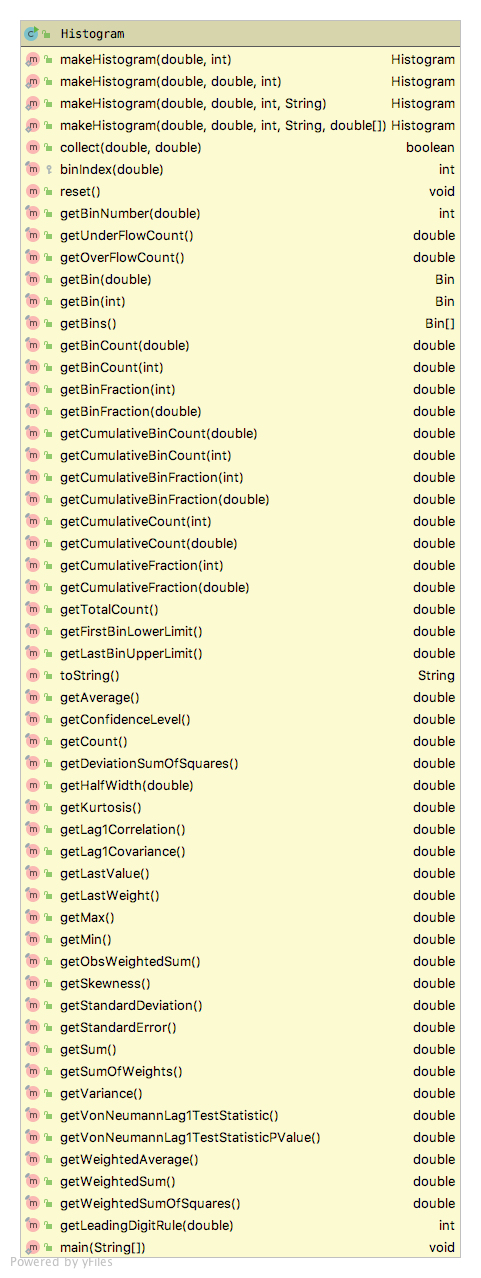 Histogram
makeHistogram(double, int) Histogram
makeHistogram(double, double, int) Histogram
makeHistogram(double, double, int, String) Histogram
makeHistogram(double, double, int, String, double[]) Histogram
collect(double, double) boolean
binIndex(double) int
reset() void
getBinNumber(double) int
getUnderFlowCount() double
getOverFlowCount() double
getBin(double) Bin
getBin(int) Bin
getBins() Bin[]
getBinCount(double) double
getBinCount(int) double
getBinFraction(int) double
getBinFraction(double) double
getCumulativeBinCount(double) double
getCumulativeBinCount(int) double
getCumulativeBinFraction(int) double
getCumulativeBinFraction(double) double
getCumulativeCount(int) double
getCumulativeCount(double) double
getCumulativeFraction(int) double
getCumulativeFraction(double) double
getTotalCount() double
getFirstBinLowerLimit() double
getLastBinUpperLimit() double
toString() String
getAverage() double
getConfidenceLevel() double
getCount() double
getDeviationSumOfSquares() double
getHalfWidth(double) double
getKurtosis() double
getLag1Correlation() double
getLag1Covariance() double
getLastValue() double
getLastWeight() double
getMax() double
getMin() double
getObsWeightedSum() double
getSkewness() double
getStandardDeviation() double
getStandardError() double
getSum() double
getSumOfWeights() double
getVariance() double
getVonNeumannLag1TestStatistic() double
getVonNeumannLag1TestStatisticPValue() double
getWeightedAverage() double
getWeightedSum() double
getWeightedSumOfSquares() double
getLeadingDigitRule(double) int
main(String[]) void
Powered by yFiles